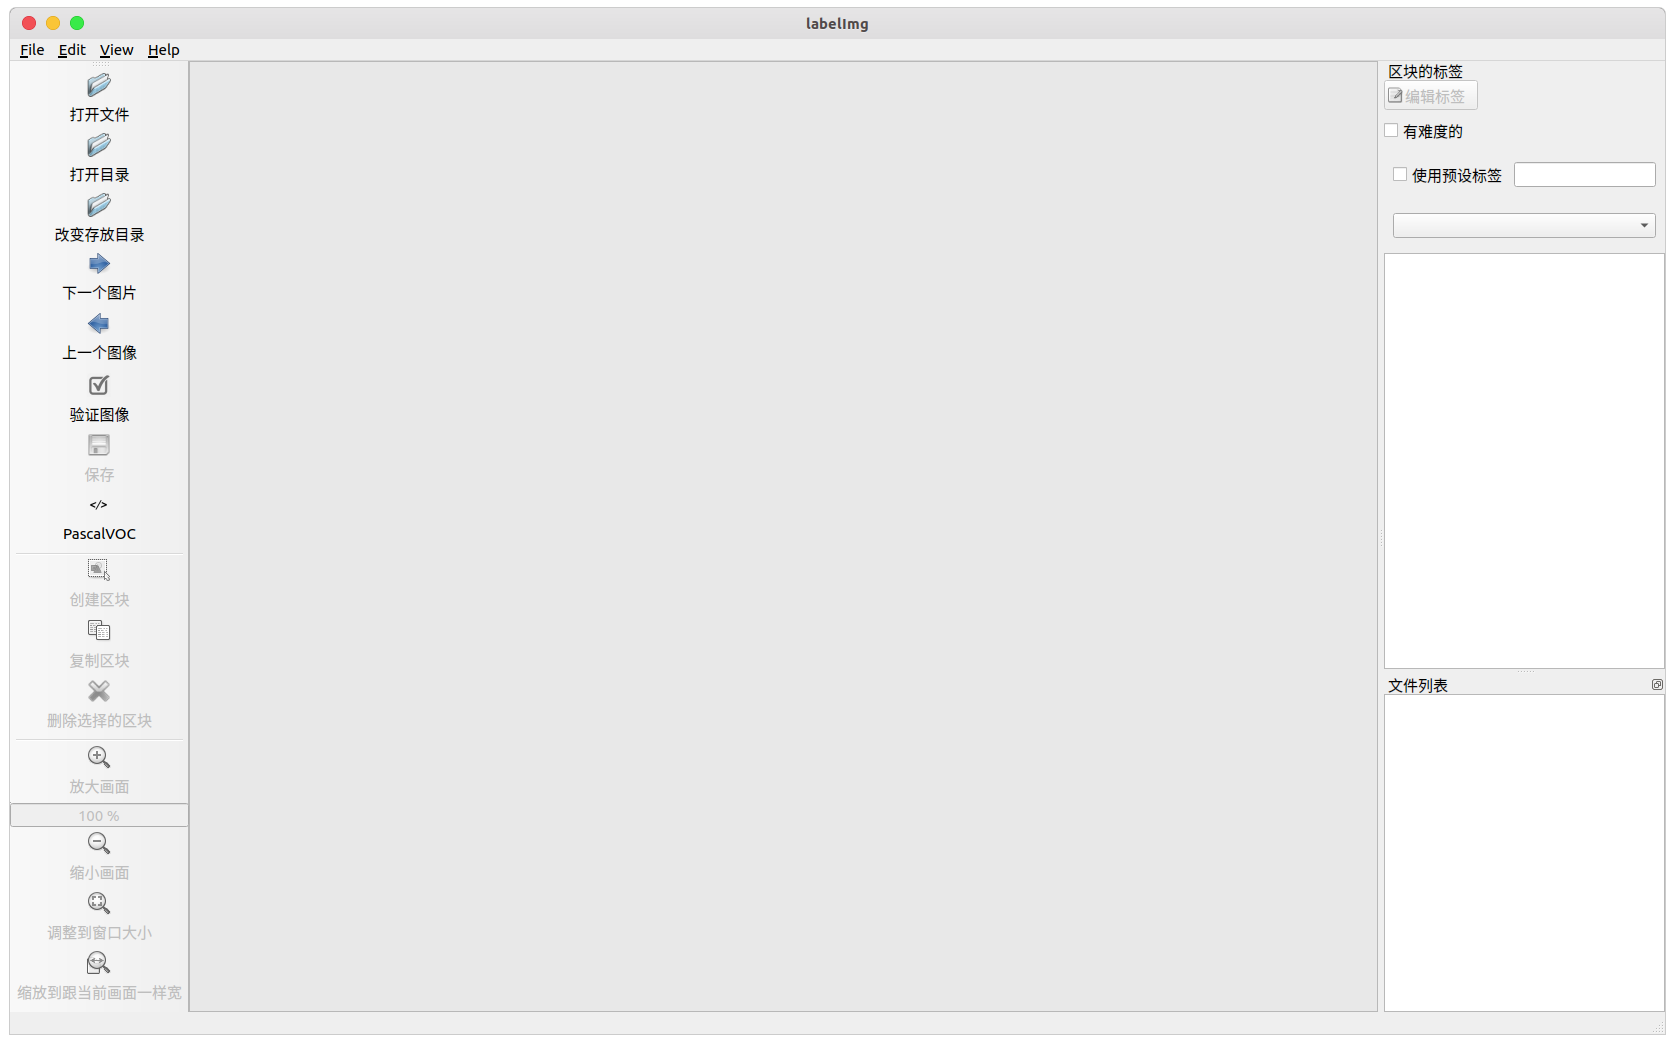 labelImg
File Edit View Help
打开文件
打开目录
改变存放目录
下一个图片
上一个图像
验证图像
保存
</>
PascalVOC
创建区块
复制区块
删除选择的区块
放大画面
100 %
缩小画面
调整到窗口大小
缩放到跟当前画面一样宽
区块的标签
编辑标签
有难度的
使用预设标签
文件列表